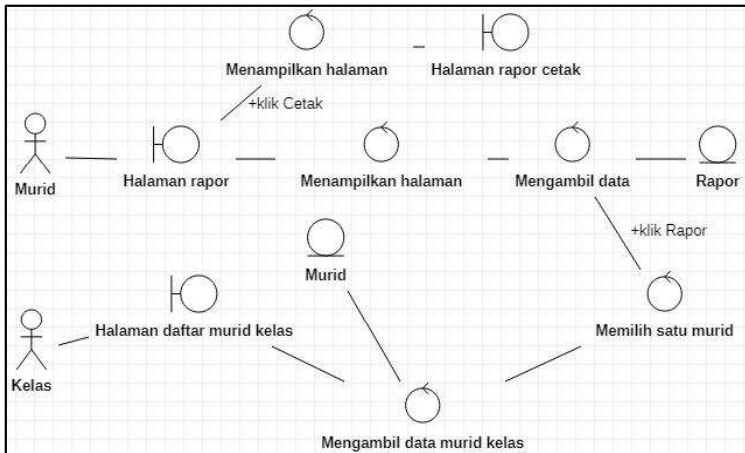 Menampilkan halaman
Halaman rapor cetak
+klik Cetak
Murid
Halaman rapor
Menampilkan halaman
Mengambil data
Rapor
+klik Rapor
Murid
Halaman daftar murid kelas
Memilih satu murid
Kelas
Mengambil data murid kelas